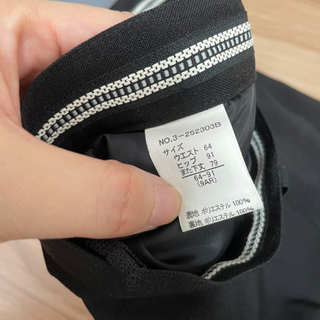 NO.3-252303B
サイズ
ウエスト 64
ヒップ 91
また下丈 79
64-91
(9AR)
表地 ポリエステル 100%
裏地 ポリエステル 100%